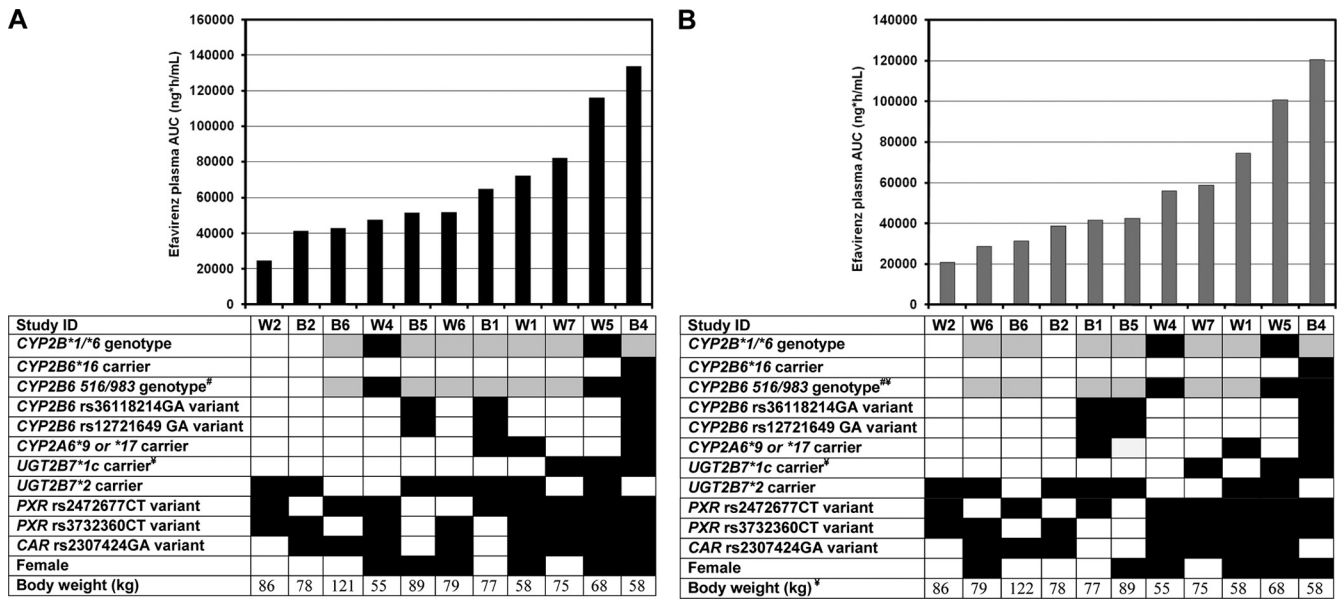 A
Efavirenz plasma AUC (ng*h/mL)
160000
140000
120000
100000
80000
60000
40000
20000
0
Study ID W2 B2 B6 W4 B5 W6 B1 W1 W7 W5 B4
CYP2B*1/*6 genotype
CYP2B6*16 carrier
CYP2B6 516/983 genotype#
CYP2B6 rs36118214GA variant
CYP2B6 rs12721649 GA variant
CYP2A6*9 or *17 carrier
UGT2B7*1c carrier¥
UGT2B7*2 carrier
PXR rs2472677CT variant
PXR rs3732360CT variant
CAR rs2307424GA variant
Female
Body weight (kg) 86 78 121 55 89 79 77 58 75 68 58
B
Efavirenz plasma AUC (ng*h/mL)
140000
120000
100000
80000
60000
40000
20000
0
Study ID W2 W6 B6 B2 B1 B5 W4 W7 W1 W5 B4
CYP2B*1/*6 genotype
CYP2B6*16 carrier
CYP2B6 516/983 genotype#¥
CYP2B6 rs36118214GA variant
CYP2B6 rs12721649 GA variant
CYP2A6*9 or *17 carrier
UGT2B7*1c carrier¥
UGT2B7*2 carrier
PXR rs2472677CT variant
PXR rs3732360CT variant
CAR rs2307424GA variant
Female
Body weight (kg) ¥ 86 79 122 78 77 89 55 75 58 68 58